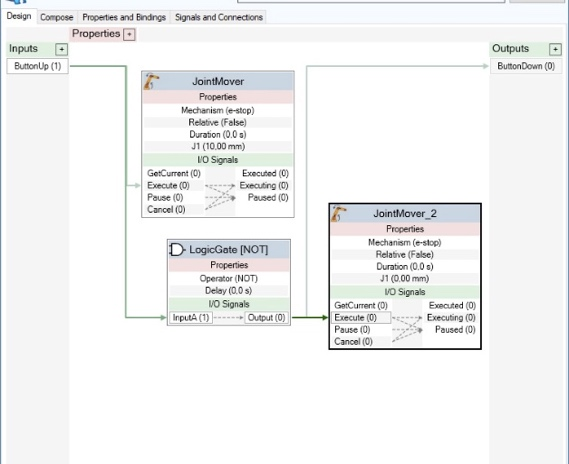 Design Compose Properties and Bindings Signals and Connections
Properties +
Inputs +
Outputs +
ButtonUp (1)
ButtonDown (0)
JointMover
Properties
Mechanism (e-stop)
Relative (False)
Duration (0.0 s)
J1 (10.00 mm)
I/O Signals
GetCurrent (0) Executed (0)
Execute (0) Executing (0)
Pause (0) Paused (0)
Cancel (0)
LogicGate [NOT]
Properties
Operator (NOT)
Delay (0.0 s)
I/O Signals
InputA (1) Output (0)
JointMover_2
Properties
Mechanism (e-stop)
Relative (False)
Duration (0.0 s)
J1 (0.00 mm)
I/O Signals
GetCurrent (0) Executed (0)
Execute (0) Executing (0)
Pause (0) Paused (0)
Cancel (0)